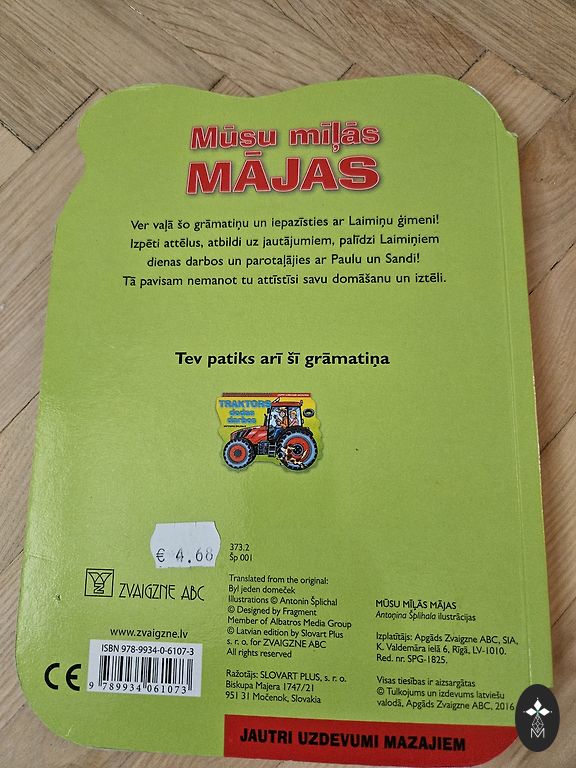 Mūsu mīļās
MĀJAS
Ver vaļā šo grāmatiņu un iepazīsties ar Laimiņu ģimeni!
Izpēti attēlus, atbildi uz jautājumiem, palīdzi Laimiņiem
dienas darbos un parotaļājies ar Paulu un Sandi!
Tā pavisam nemanot tu attīstīsi savu domāšanu un iztēli.
Tev patiks arī šī grāmatiņa
TRAKTORS
dodas
darbos
€ 4.68
373.2
Šp 001
ZVAIGZNE ABC
www.zvaigzne.lv
ISBN 978-9934-0-6107-3
9 789934 061073
CE
Translated from the original:
Byl jeden domeček
Illustrations © Antonin Šplichal
© Designed by Fragment
Member of Albatros Media Group
© Latvian edition by Slovart Plus
s. r. o. for ZVAIGZNE ABC
All rights reserved
Ražotājs: SLOVART PLUS, s. r. o.
Biskupa Majera 1747/21
951 31 Močenok, Slovakia
MŪSU MĪĻĀS MĀJAS
Antoņina Šplihala ilustrācijas
Izplatītājs: Apgāds Zvaigzne ABC, SIA,
K. Valdemāra ielā 6, Rīgā, LV-1010.
Red. nr. SPG-1825.
Visas tiesības ir aizsargātas
© Tulkojums un izdevums latviešu
valodā, Apgāds Zvaigzne ABC, 2016
JAUTRI UZDEVUMI MAZAJIEM